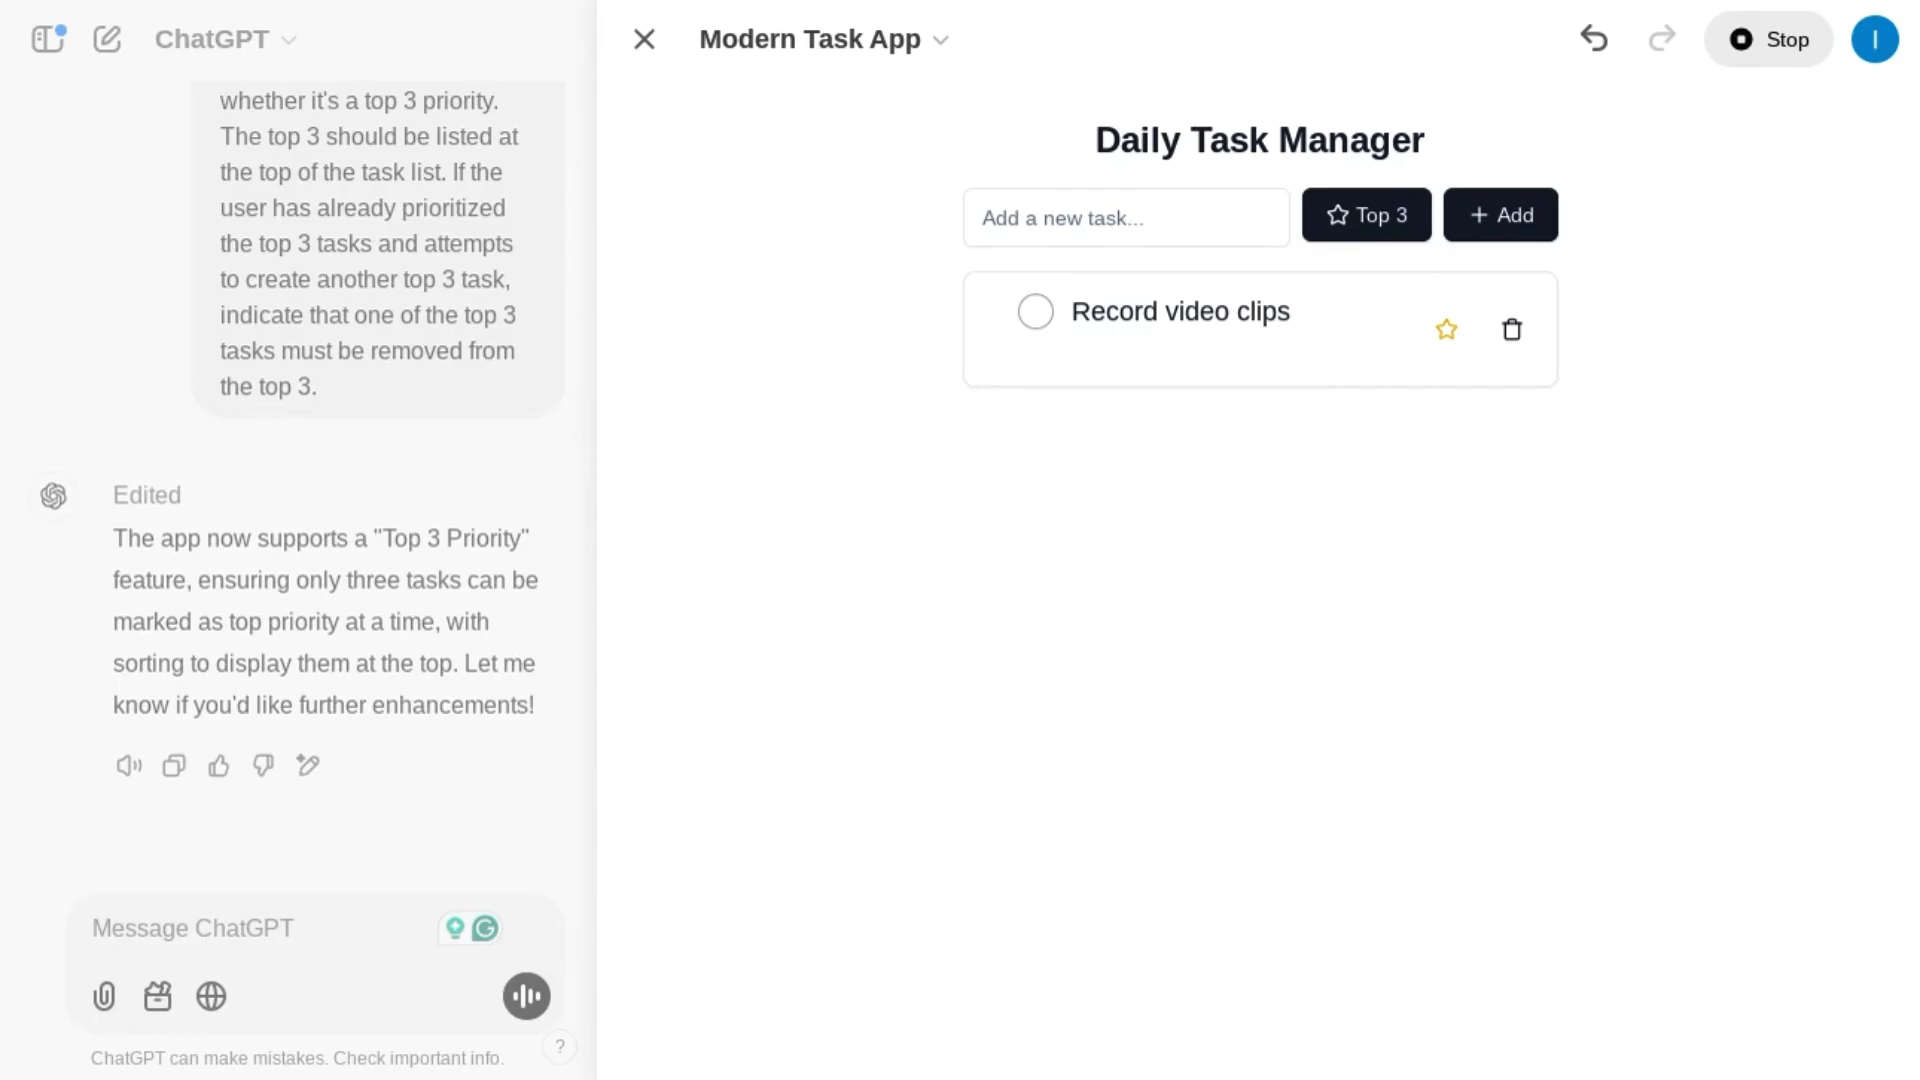 ChatGPT
whether it's a top 3 priority.
The top 3 should be listed at
the top of the task list. If the
user has already prioritized
the top 3 tasks and attempts
to create another top 3 task,
indicate that one of the top 3
tasks must be removed from
the top 3.
Edited
The app now supports a "Top 3 Priority"
feature, ensuring only three tasks can be
marked as top priority at a time, with
sorting to display them at the top. Let me
know if you'd like further enhancements!
Message ChatGPT
ChatGPT can make mistakes. Check important info.
?
Modern Task App
Stop
I
Daily Task Manager
Add a new task...
Top 3
+ Add
Record video clips